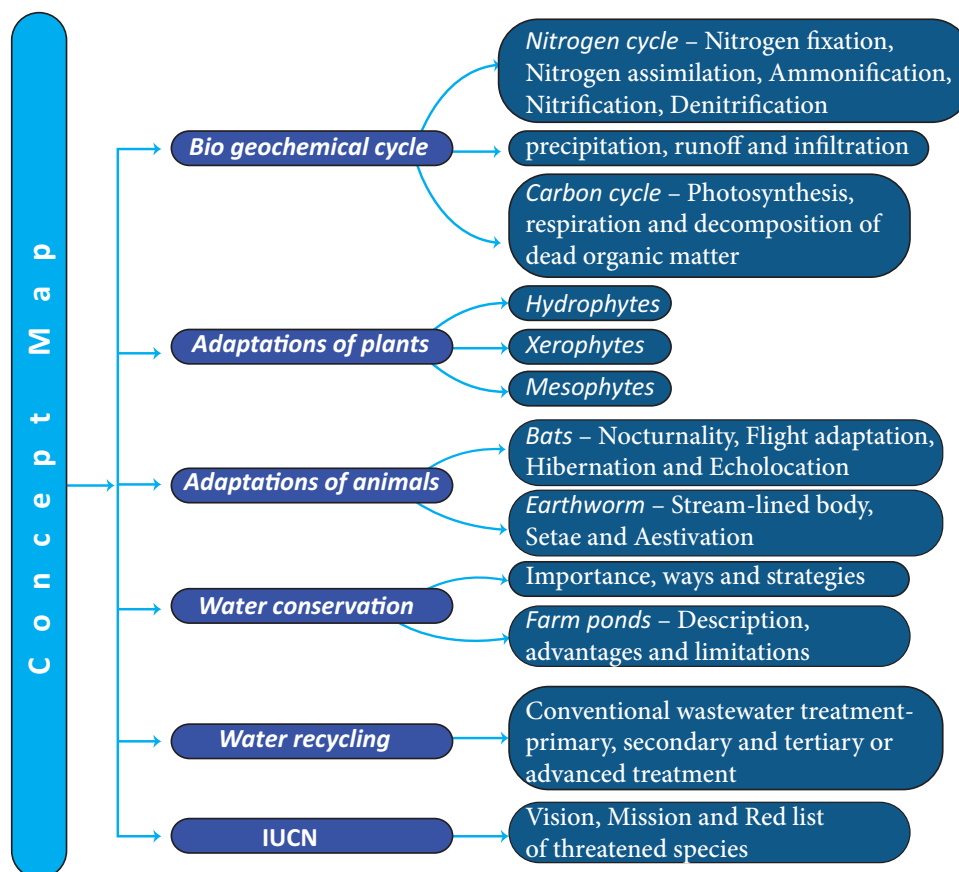 Concept Map
Bio geochemical cycle
Nitrogen cycle – Nitrogen fixation,
Nitrogen assimilation, Ammonification,
Nitrification, Denitrification
precipitation, runoff and infiltration
Carbon cycle – Photosynthesis,
respiration and decomposition of
dead organic matter
Adaptations of plants
Hydrophytes
Xerophytes
Mesophytes
Adaptations of animals
Bats – Nocturnality, Flight adaptation,
Hibernation and Echolocation
Earthworm – Stream-lined body,
Setae and Aestivation
Water conservation
Importance, ways and strategies
Farm ponds – Description,
advantages and limitations
Water recycling
Conventional wastewater treatment-
primary, secondary and tertiary or
advanced treatment
IUCN
Vision, Mission and Red list
of threatened species